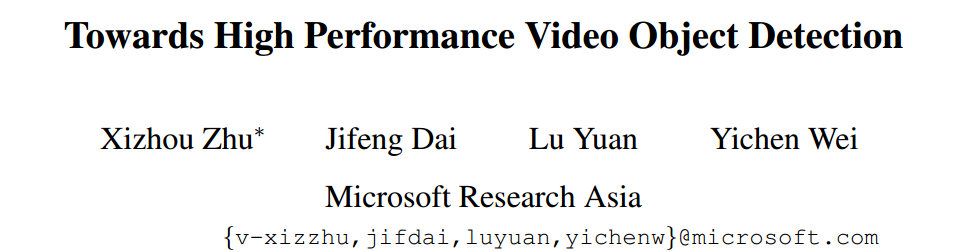 Towards High Performance Video Object Detection
Xizhou Zhu* Jifeng Dai Lu Yuan Yichen Wei
Microsoft Research Asia
{v-xizzhu,jifdai,luyuan,yichenw}@microsoft.com